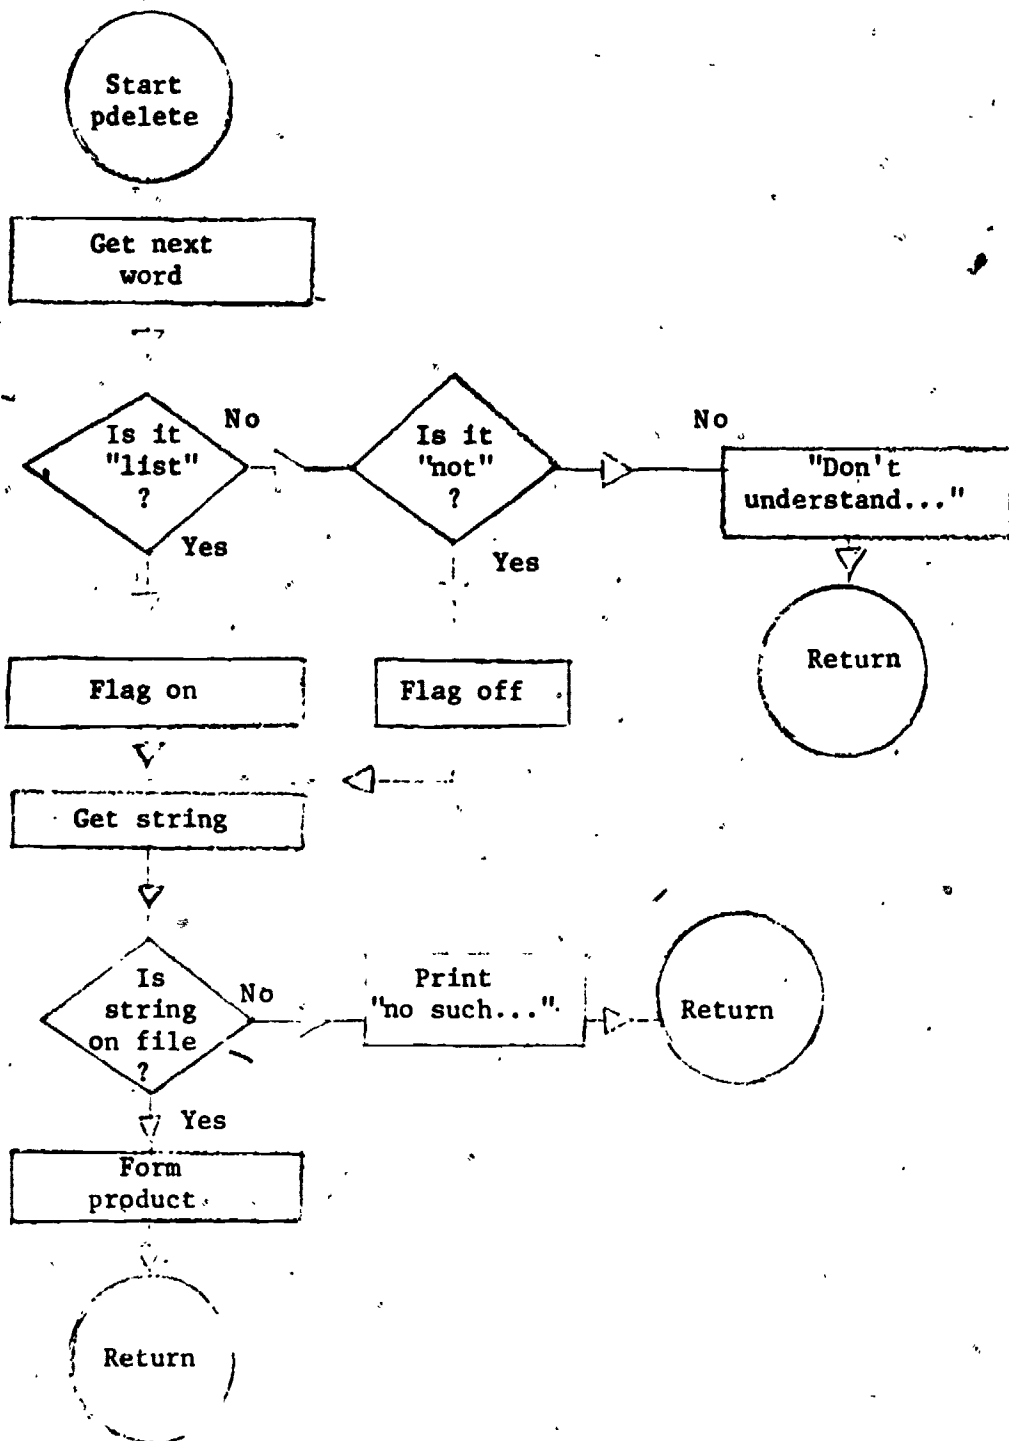 Start
pdelete
Get next
word
Is it
"list"
?
No
Yes
Is it
"not"
?
No
Yes
"Don't
understand..."
Return
Flag on
Flag off
Get string
Is
string
on file
?
No
Yes
Print
"no such..."
Return
Form
product
Return